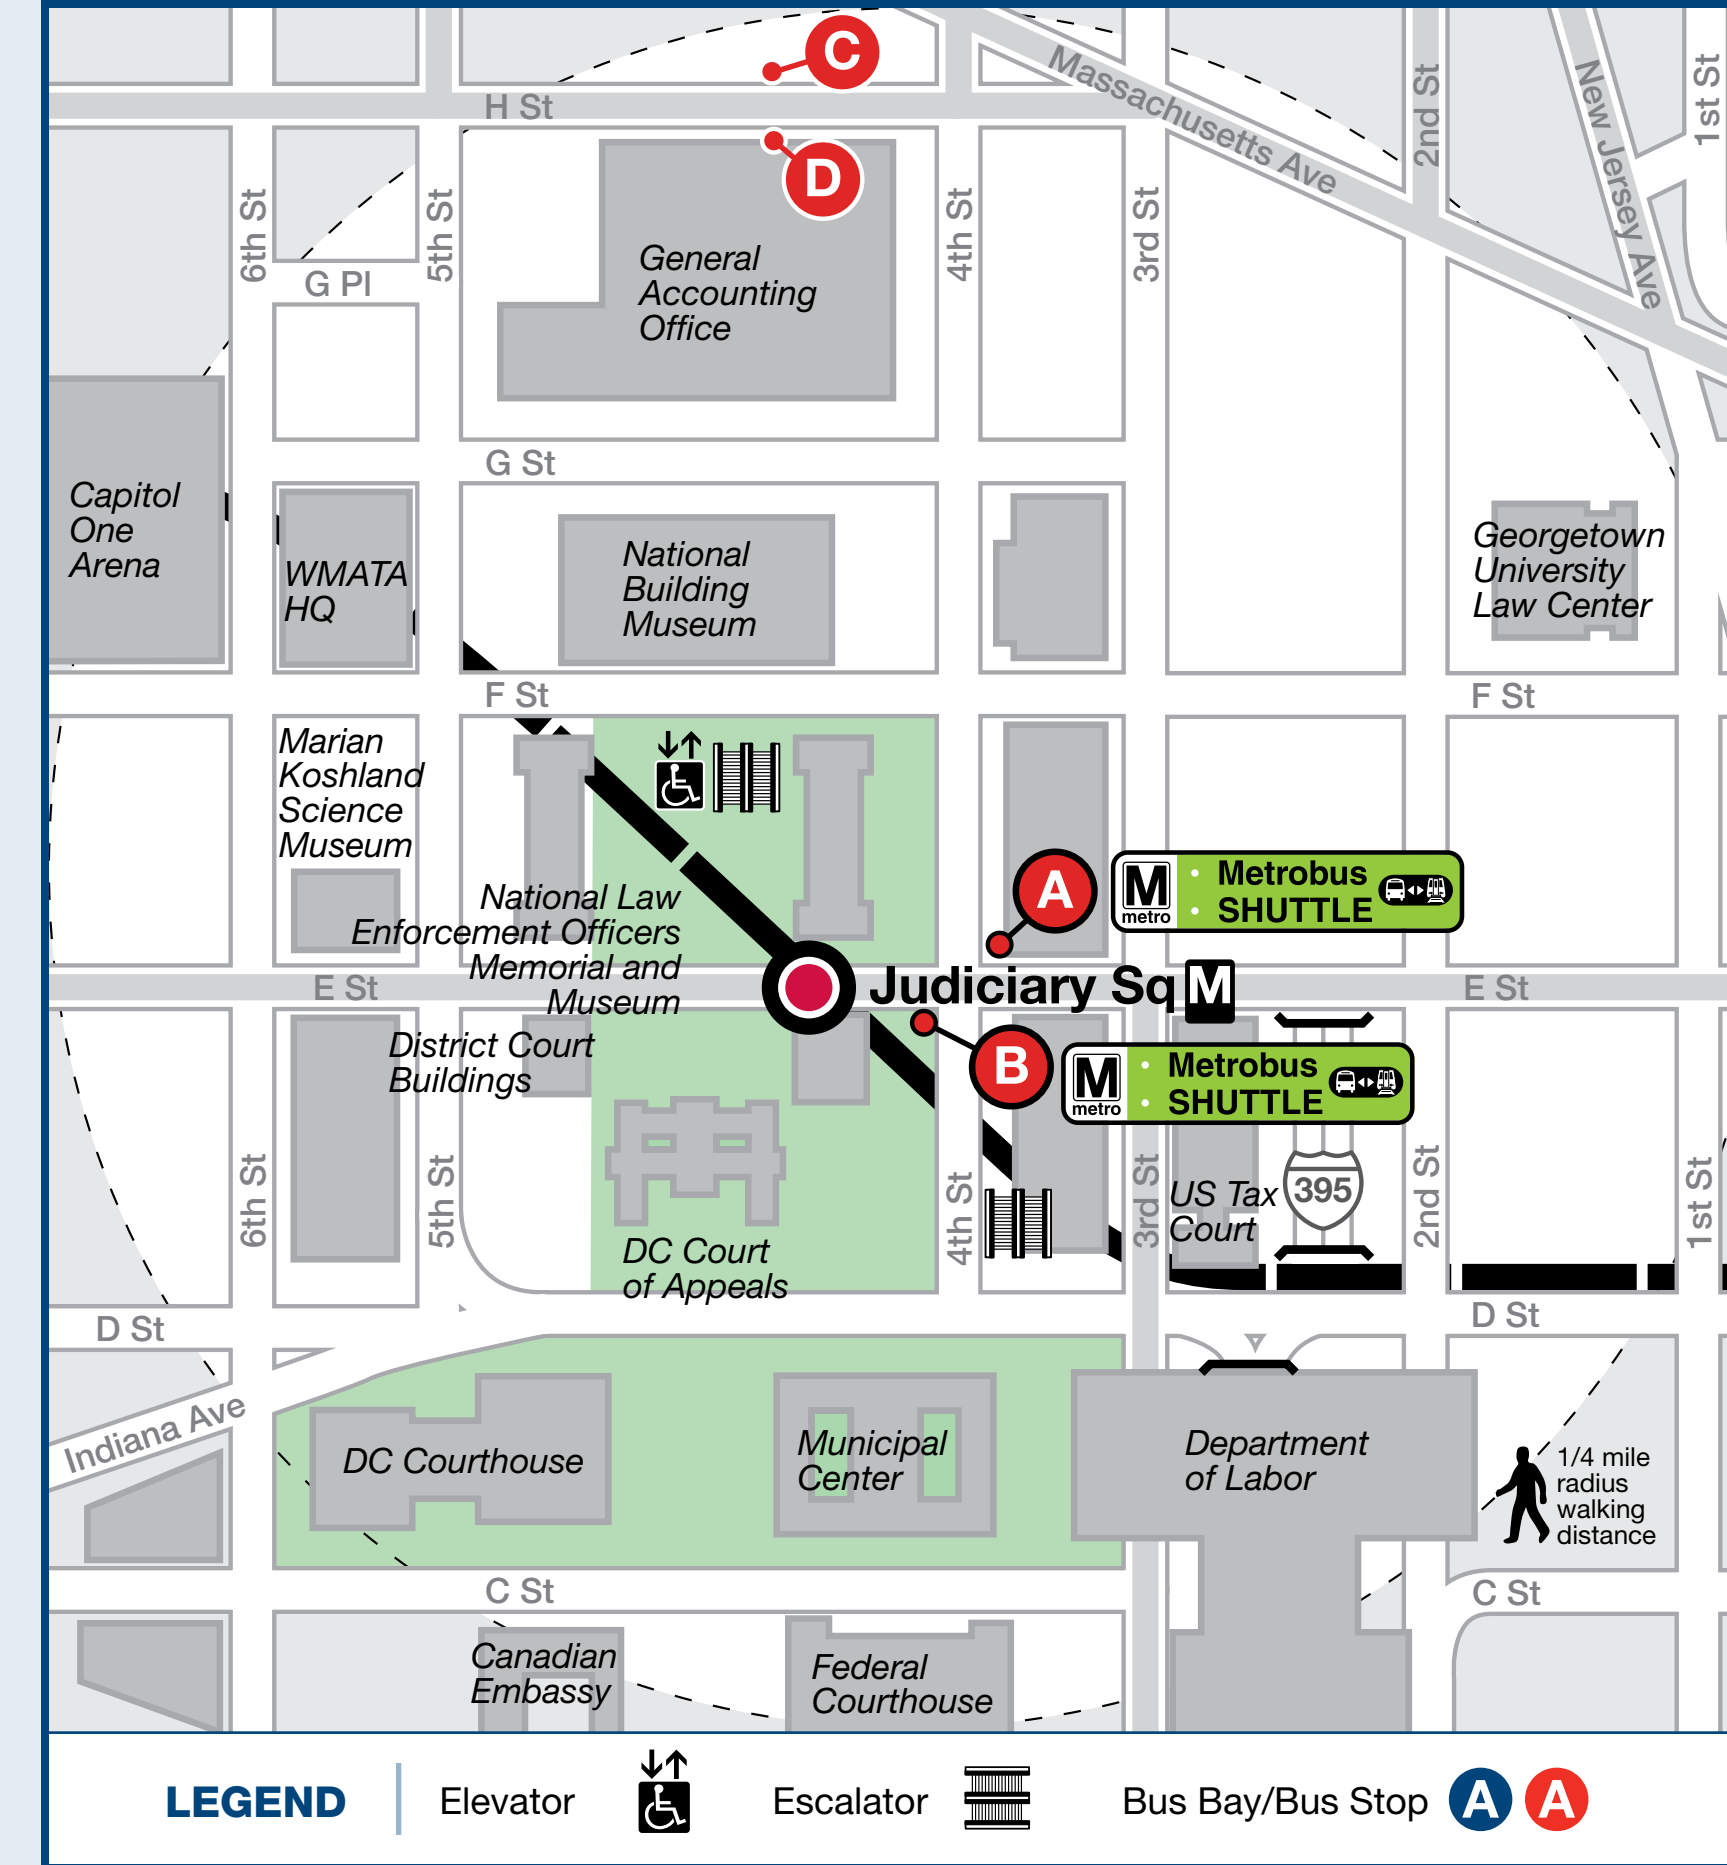 C
H St
D
Massachusetts Ave
2nd St
New Jersey Ave
1st St
6th St
5th St
4th St
3rd St
G Pl
General
Accounting
Office
G St
Capitol
One
Arena
WMATA
HQ
National
Building
Museum
Georgetown
University
Law Center
F St
F St
Marian
Koshland
Science
Museum
National Law
Enforcement Officers
Memorial and
Museum
A
M
metro
• Metrobus
• SHUTTLE
E St
Judiciary Sq M
E St
District Court
Buildings
B
M
metro
• Metrobus
• SHUTTLE
DC Court
of Appeals
6th St
5th St
4th St
3rd St
US Tax
Court
395
2nd St
1st St
D St
D St
Indiana Ave
DC Courthouse
Municipal
Center
Department
of Labor
1/4 mile
radius
walking
distance
C St
C St
Canadian
Embassy
Federal
Courthouse
LEGEND
Elevator
Escalator
Bus Bay/Bus Stop A A